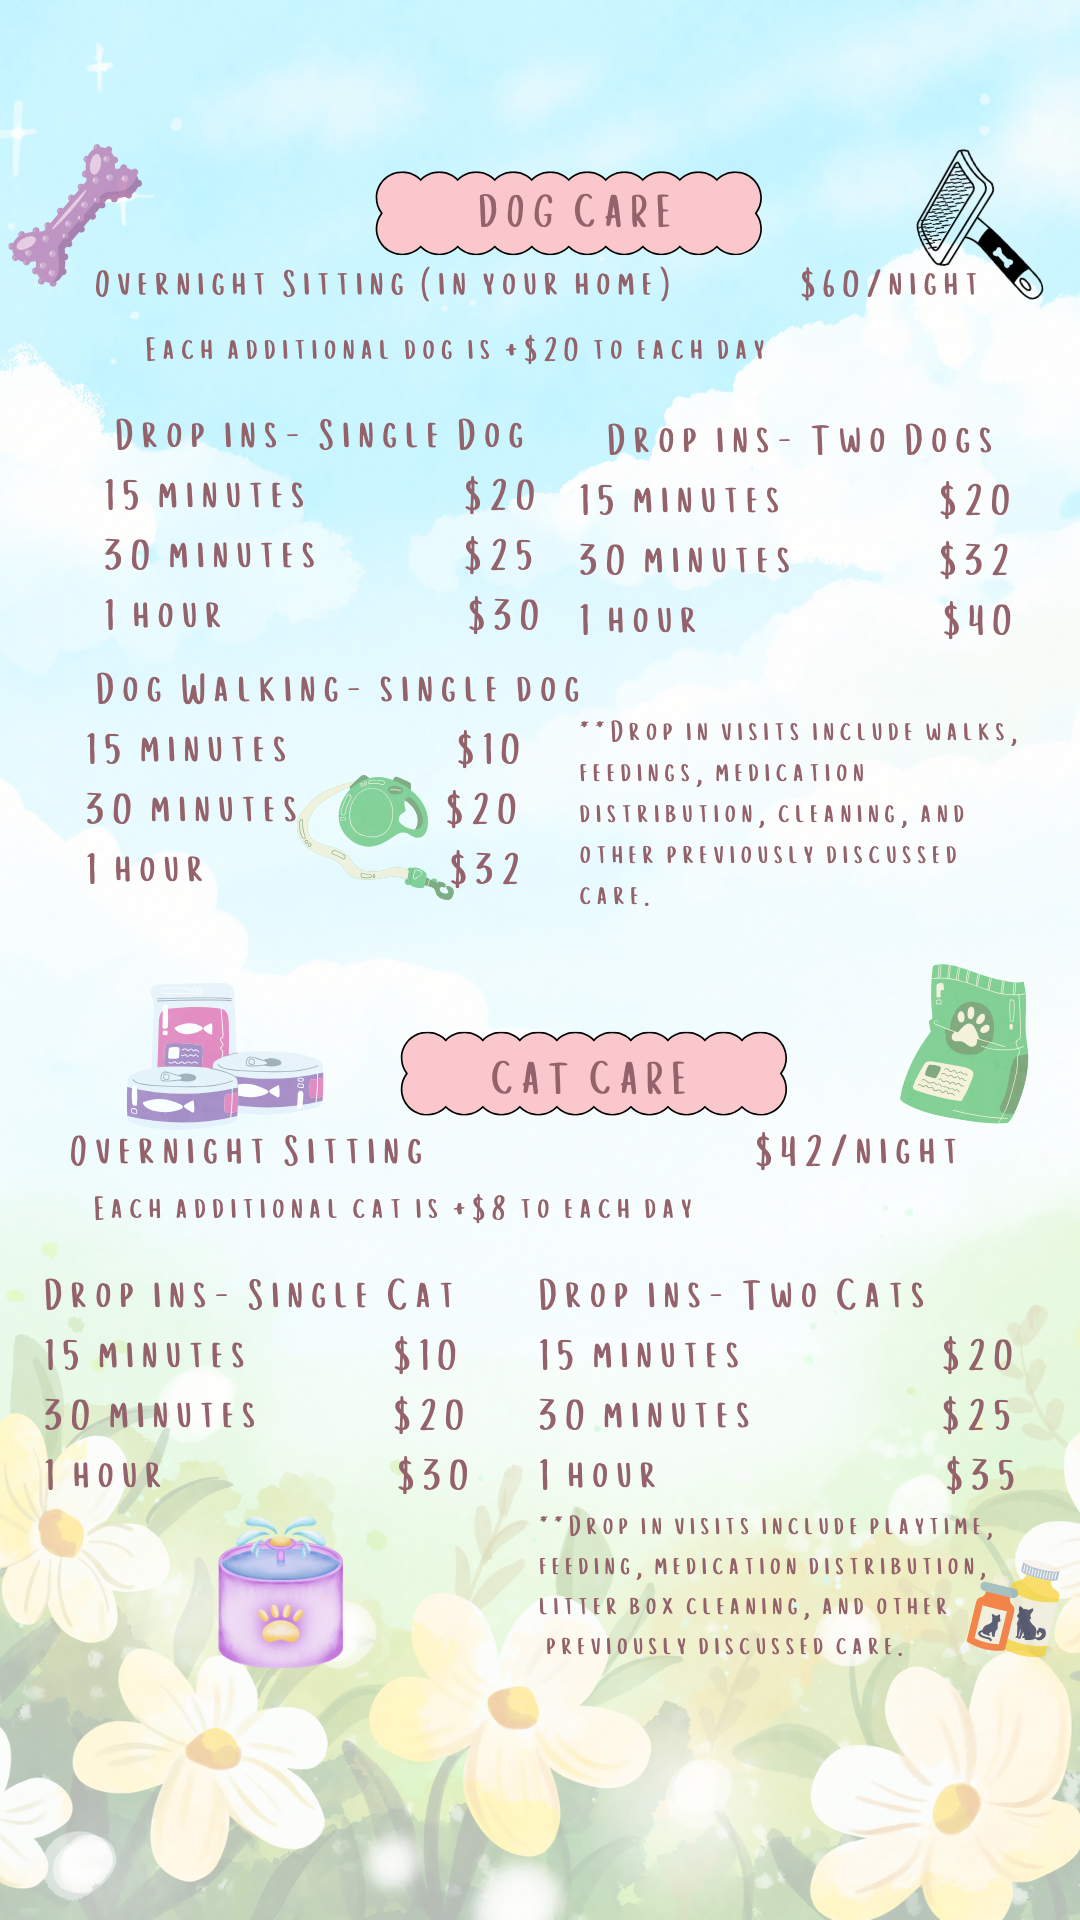 DOG CARE
OVERNIGHT SITTING (IN YOUR HOME) $60/NIGHT
EACH ADDITIONAL DOG IS +$20 TO EACH DAY
DROP INS- SINGLE DOG
15 MINUTES $20
30 MINUTES $25
1 HOUR $30
DROP INS- TWO DOGS
15 MINUTES $20
30 MINUTES $32
1 HOUR $40
DOG WALKING- SINGLE DOG
15 MINUTES $10
30 MINUTES $20
1 HOUR $32
**DROP IN VISITS INCLUDE WALKS,
FEEDINGS, MEDICATION
DISTRIBUTION, CLEANING, AND
OTHER PREVIOUSLY DISCUSSED
CARE.
CAT CARE
OVERNIGHT SITTING $42/NIGHT
EACH ADDITIONAL CAT IS +$8 TO EACH DAY
DROP INS- SINGLE CAT
15 MINUTES $10
30 MINUTES $20
1 HOUR $30
DROP INS- TWO CATS
15 MINUTES $20
30 MINUTES $25
1 HOUR $35
**DROP IN VISITS INCLUDE PLAYTIME,
FEEDING, MEDICATION DISTRIBUTION,
LITTER BOX CLEANING, AND OTHER
PREVIOUSLY DISCUSSED CARE.